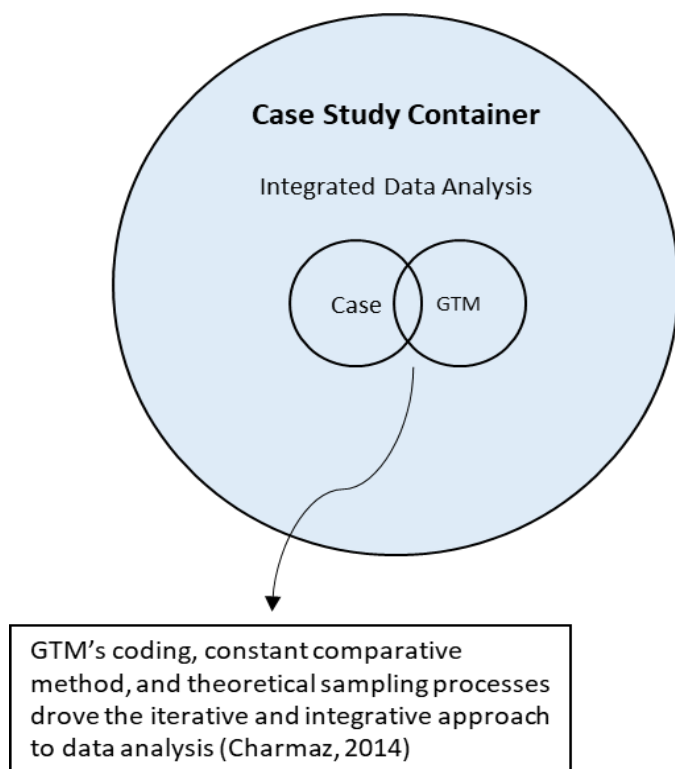 Case Study Container
Integrated Data Analysis
Case
GTM
GTM's coding, constant comparative
method, and theoretical sampling processes
drove the iterative and integrative approach
to data analysis (Charmaz, 2014)